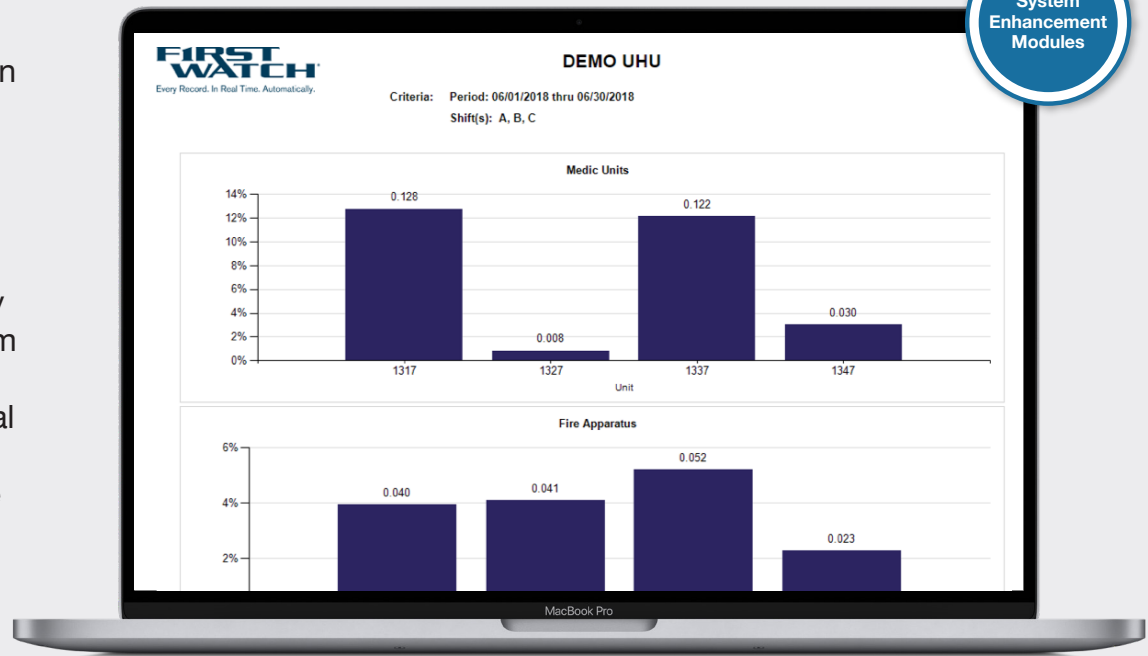 n
y
m
al
System
Enhancement
Modules
FIRST
WATCH
Every Record. In Real Time. Automatically.
DEMO UHU
Criteria: Period: 06/01/2018 thru 06/30/2018
Shift(s): A, B, C
Medic Units
14%
12%
10%
8%
6%
4%
2%
0%
0.128
0.008
0.122
0.030
1317 1327 1337 1347
Unit
Fire Apparatus
6%
4%
2%
0.040
0.041
0.052
0.023
MacBook Pro